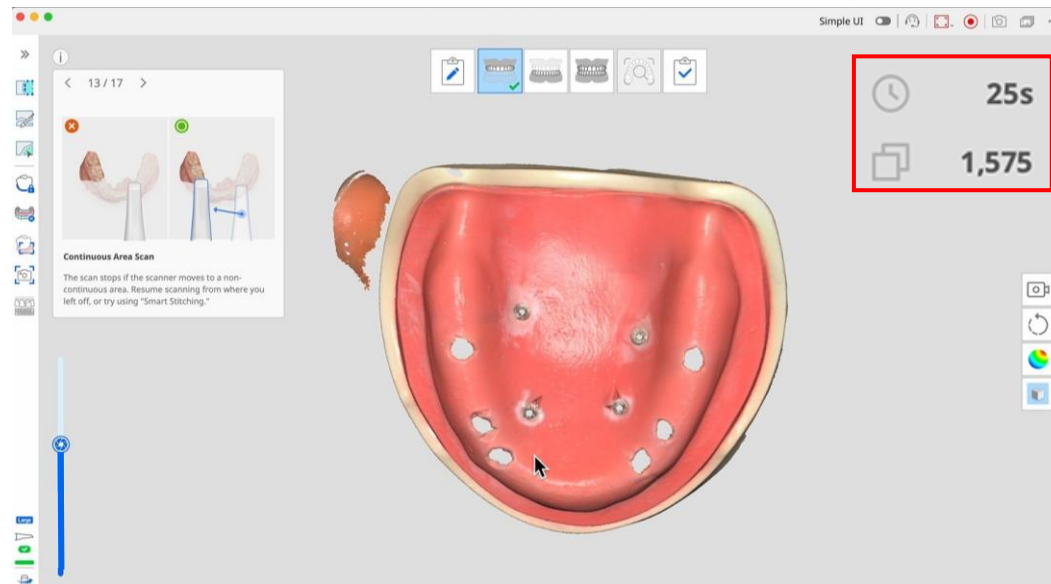 Simple UI
i
13 / 17
25s
1,575
Continuous Area Scan
The scan stops if the scanner moves to a non-
continuous area. Resume scanning from where you
left off, or try using "Smart Stitching."
Large